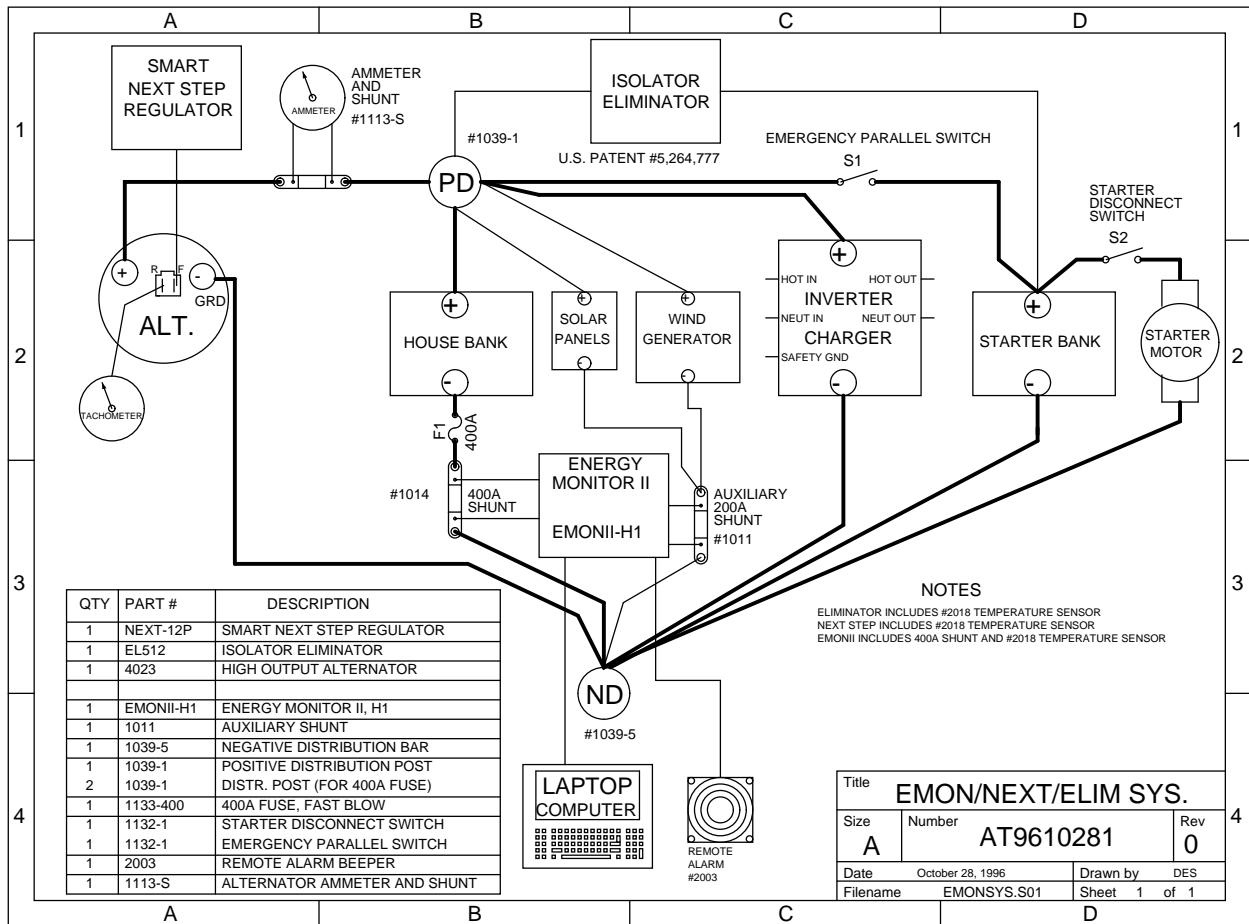 A B C D
1
2
3
4
SMART
NEXT STEP
REGULATOR
AMMETER
AMMETER
AND
SHUNT
#1113-S
#1039-1
PD
ISOLATOR
ELIMINATOR
U.S. PATENT #5,264,777
EMERGENCY PARALLEL SWITCH
S1
STARTER
DISCONNECT
SWITCH
S2
+
R F
-
GRD
ALT.
TACHOMETER
+
HOUSE BANK
-
+
SOLAR
PANELS
-
+
WIND
GENERATOR
-
+
HOT IN HOT OUT
INVERTER
NEUT IN NEUT OUT
CHARGER
SAFETY GND
-
+
STARTER BANK
-
STARTER
MOTOR
F1
400A
#1014
400A
SHUNT
ENERGY
MONITOR II
EMONII-H1
AUXILIARY
200A
SHUNT
#1011
ND
#1039-5
NOTES
ELIMINATOR INCLUDES #2018 TEMPERATURE SENSOR
NEXT STEP INCLUDES #2018 TEMPERATURE SENSOR
EMONII INCLUDES 400A SHUNT AND #2018 TEMPERATURE SENSOR
QTY PART # DESCRIPTION
1 NEXT-12P SMART NEXT STEP REGULATOR
1 EL512 ISOLATOR ELIMINATOR
1 4023 HIGH OUTPUT ALTERNATOR
1 EMONII-H1 ENERGY MONITOR II, H1
1 1011 AUXILIARY SHUNT
1 1039-5 NEGATIVE DISTRIBUTION BAR
1 1039-1 POSITIVE DISTRIBUTION POST
2 1039-1 DISTR. POST (FOR 400A FUSE)
1 1133-400 400A FUSE, FAST BLOW
1 1132-1 STARTER DISCONNECT SWITCH
1 1132-1 EMERGENCY PARALLEL SWITCH
1 2003 REMOTE ALARM BEEPER
1 1113-S ALTERNATOR AMMETER AND SHUNT
LAPTOP
COMPUTER
REMOTE
ALARM
#2003
Title EMON/NEXT/ELIM SYS.
Size A
Number AT9610281
Rev 0
Date October 28, 1996
Drawn by DES
Filename EMONSYS.S01
Sheet 1 of 1
1
2
3
4
A B C D